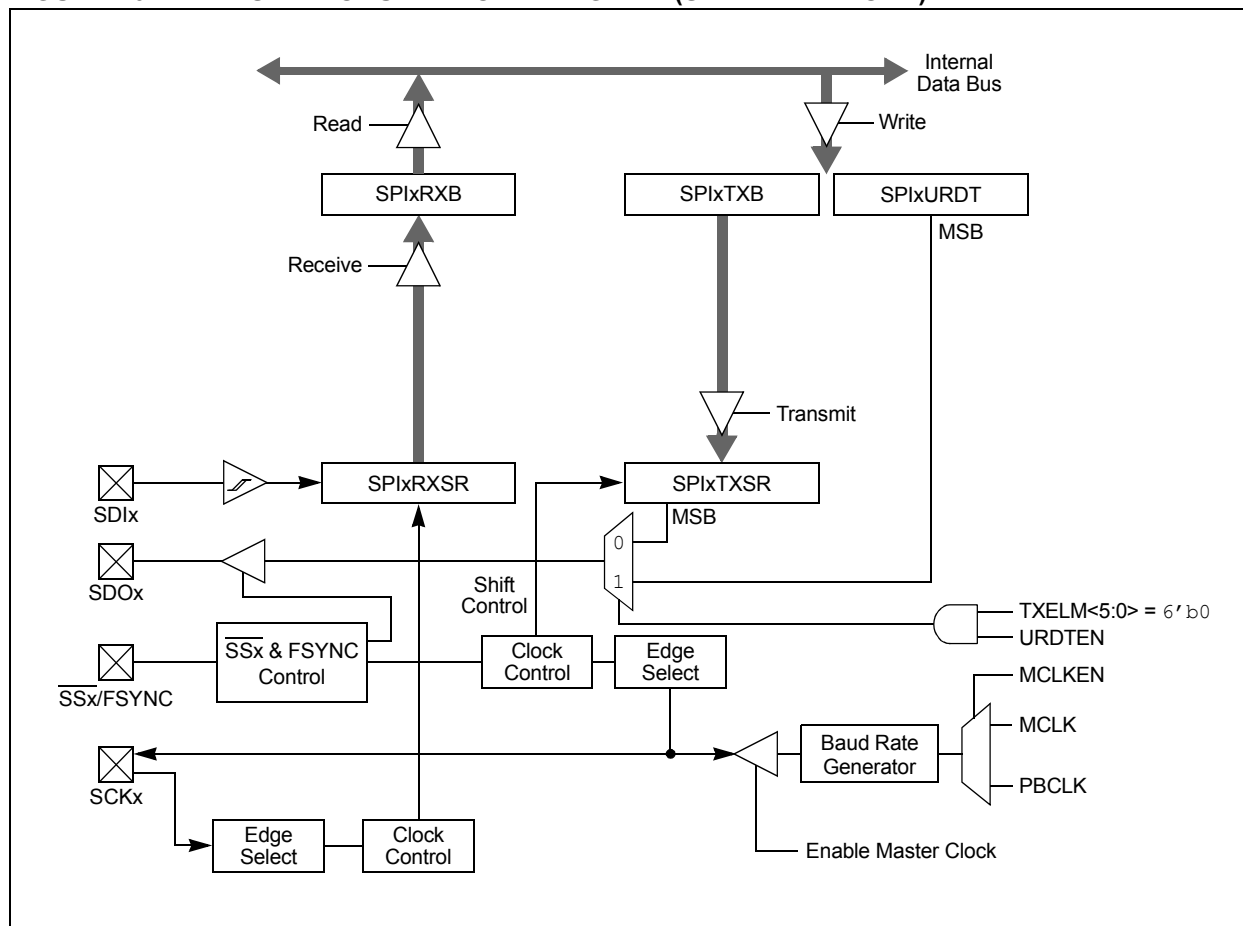 Internal
Data Bus
Read
Write
SPIxRXB
SPIxTXB
SPIxURDT
MSB
Receive
Transmit
SPIxRXSR
SPIxTXSR
MSB
SDIx
0
1
SDOx
Shift
Control
TXELM<5:0> = 6'b0
URDTEN
SSx & FSYNC
Control
Clock
Control
Edge
Select
SSx/FSYNC
MCLKEN
MCLK
Baud Rate
Generator
PBCLK
SCKx
Edge
Select
Clock
Control
Enable Master Clock